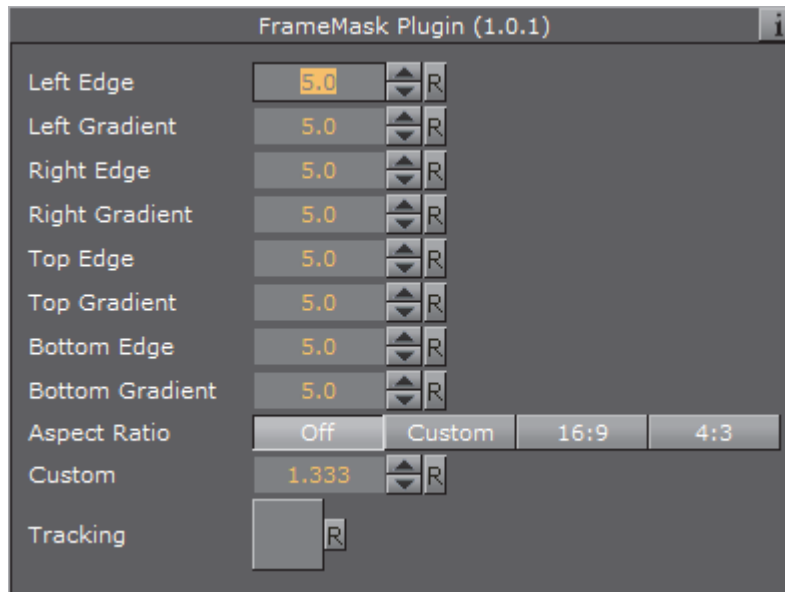 FrameMask Plugin (1.0.1) i
Left Edge 5.0 R
Left Gradient 5.0 R
Right Edge 5.0 R
Right Gradient 5.0 R
Top Edge 5.0 R
Top Gradient 5.0 R
Bottom Edge 5.0 R
Bottom Gradient 5.0 R
Aspect Ratio Off Custom 16:9 4:3
Custom 1.333 R
Tracking R